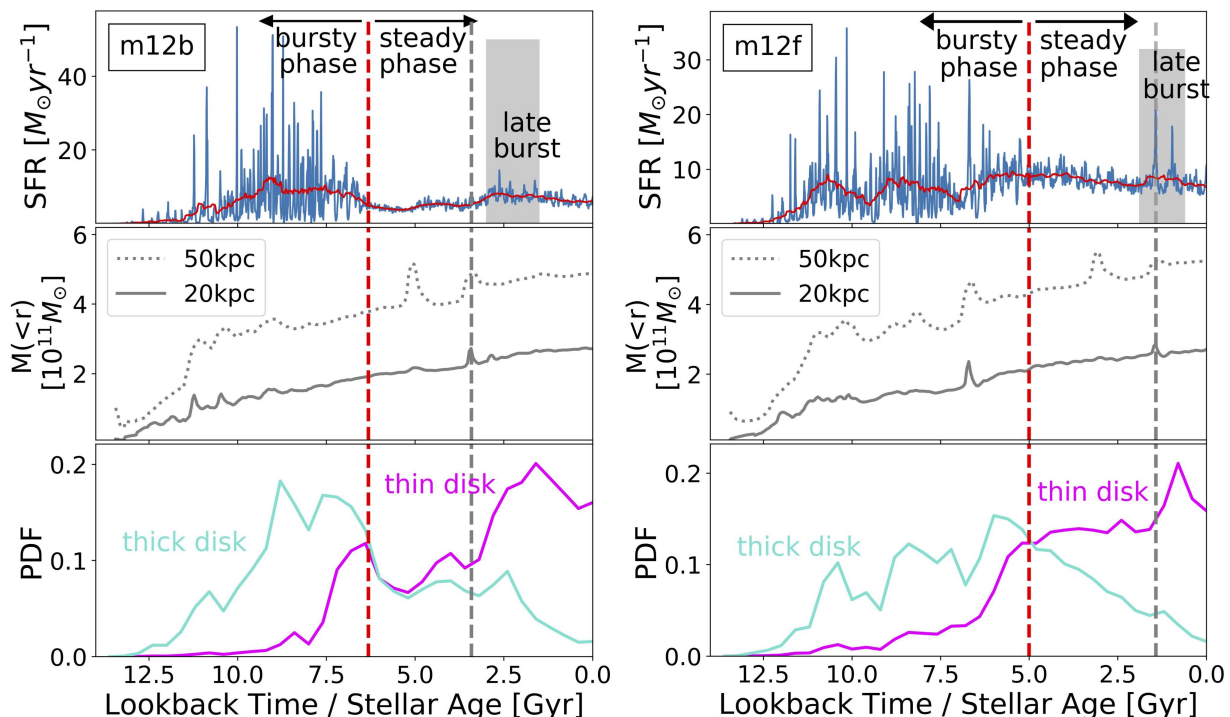 m12b
bursty phase
steady phase
late burst
SFR [M⊙yr⁻¹]
40
20
50kpc
20kpc
M(<r) [10¹¹M⊙]
6
4
2
thick disk
thin disk
PDF
0.2
0.1
0.0
12.5 10.0 7.5 5.0 2.5 0.0
Lookback Time / Stellar Age [Gyr]
m12f
bursty phase
steady phase
late burst
SFR [M⊙yr⁻¹]
30
20
10
50kpc
20kpc
M(<r) [10¹¹M⊙]
6
4
2
thick disk
thin disk
PDF
0.2
0.1
0.0
12.5 10.0 7.5 5.0 2.5 0.0
Lookback Time / Stellar Age [Gyr]